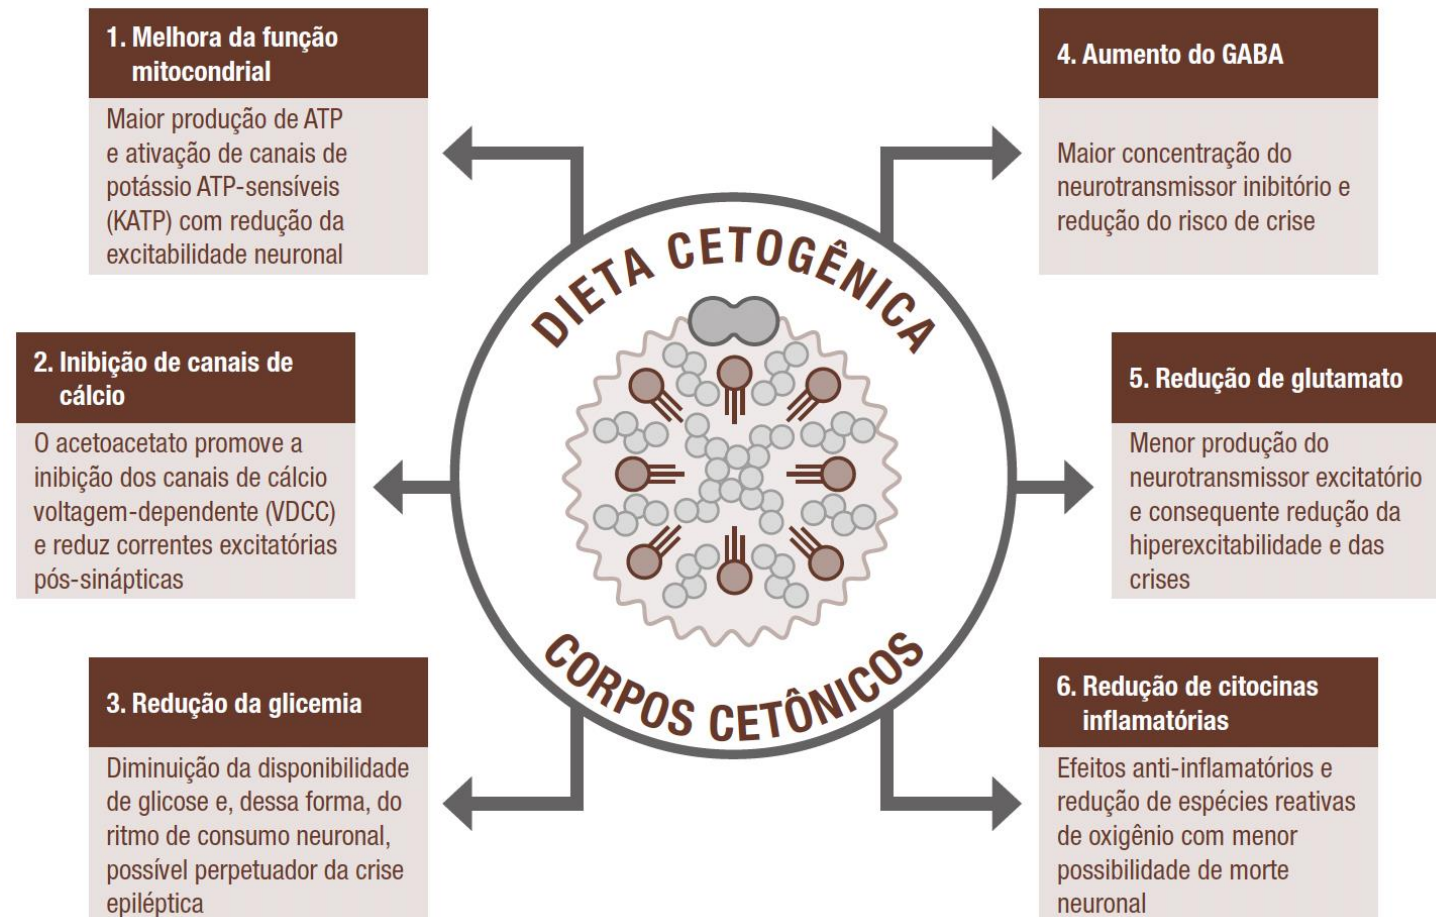 1. Melhora da função
mitocondrial
Maior produção de ATP
e ativação de canais de
potássio ATP-sensíveis
(KATP) com redução da
excitabilidade neuronal
2. Inibição de canais de
cálcio
O acetoacetato promove a
inibição dos canais de cálcio
voltagem-dependente (VDCC)
e reduz correntes excitatórias
pós-sinápticas
3. Redução da glicemia
Diminuição da disponibilidade
de glicose e, dessa forma, do
ritmo de consumo neuronal,
possível perpetuador da crise
epiléptica
DIETA CETOGÊNICA
CORPOS CETÔNICOS
4. Aumento do GABA
Maior concentração do
neurotransmissor inibitório e
redução do risco de crise
5. Redução de glutamato
Menor produção do
neurotransmissor excitatório
e consequente redução da
hiperexcitabilidade e das
crises
6. Redução de citocinas
inflamatórias
Efeitos anti-inflamatórios e
redução de espécies reativas
de oxigênio com menor
possibilidade de morte
neuronal